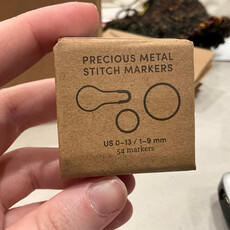 PRECIOUS METAL
STITCH MARKERS
US 0–13 / 1–9 mm
54 markers